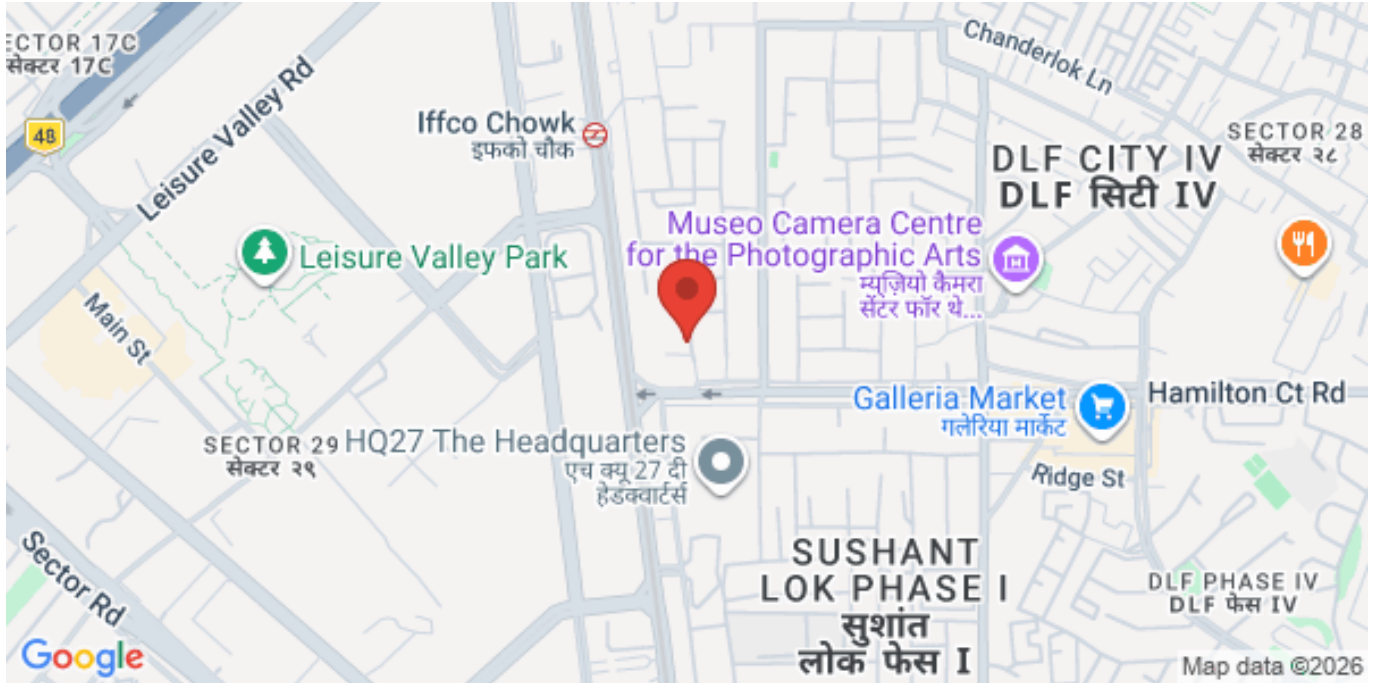 SECTOR 17C
सेक्टर 17C
48
Leisure Valley Rd
Iffco Chowk
इफको चौक
Chanderlok Ln
SECTOR 28
सेक्टर २८
DLF CITY IV
DLF सिटी IV
Museo Camera Centre
for the Photographic Arts
म्यूज़ियो कैमरा
सेंटर फॉर थे...
Leisure Valley Park
Main St
Galleria Market
गलेरिया मार्केट
Hamilton Ct Rd
SECTOR 29
सेक्टर २९
HQ27 The Headquarters
एच क्यू 27 दी
हेडक्वार्टर्स
Ridge St
Sector Rd
SUSHANT
LOK PHASE I
सुशांत
लोक फेस I
DLF PHASE IV
DLF फेस IV
Google
Map data ©2026